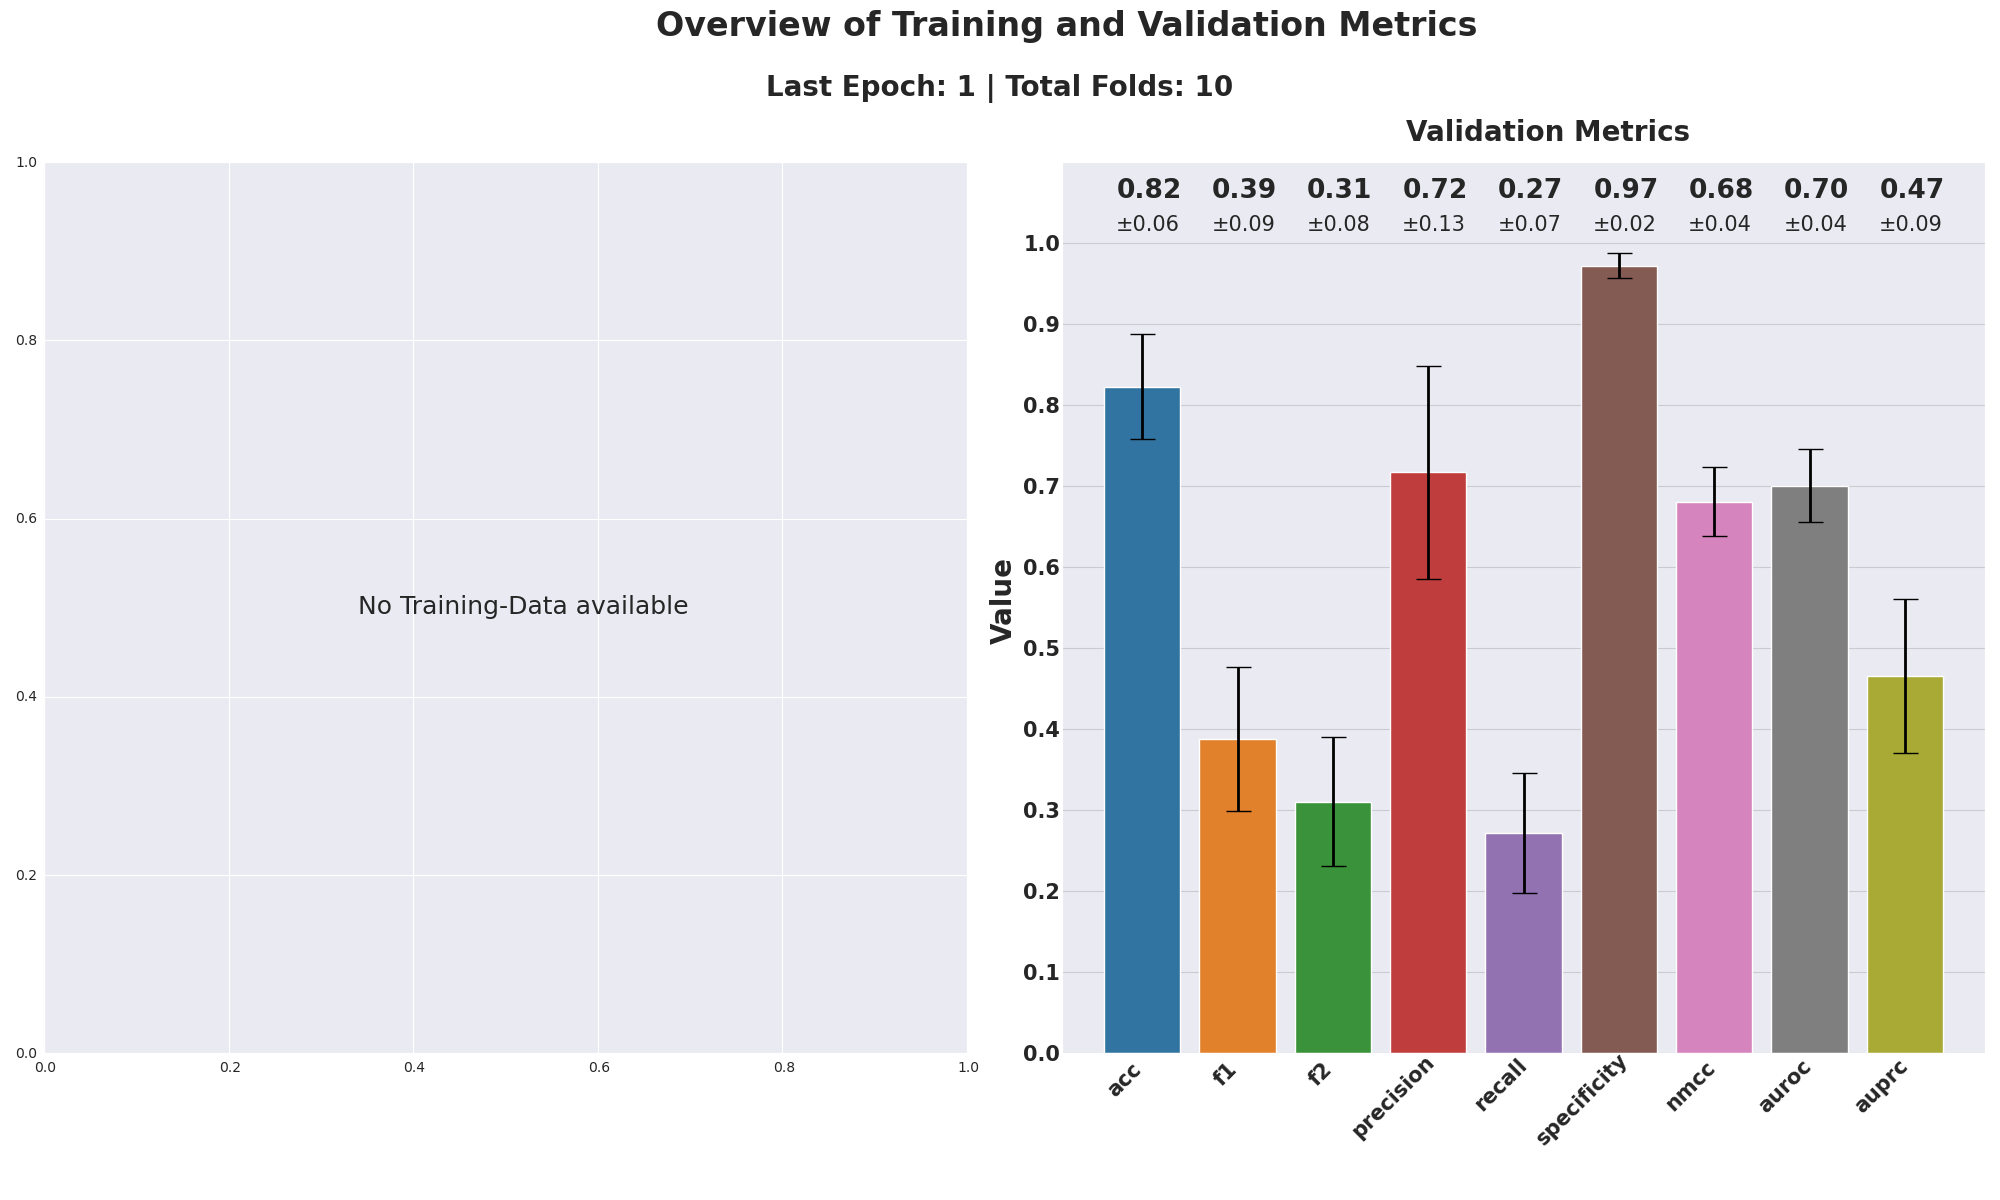 Overview of Training and Validation Metrics
Last Epoch: 1 | Total Folds: 10
1.0
0.8
0.6
0.4
0.2
0.0
No Training-Data available
0.0 0.2 0.4 0.6 0.8 1.0
Validation Metrics
0.82 0.39 0.31 0.72 0.27 0.97 0.68 0.70 0.47
±0.06 ±0.09 ±0.08 ±0.13 ±0.07 ±0.02 ±0.04 ±0.04 ±0.09
Value
1.0
0.9
0.8
0.7
0.6
0.5
0.4
0.3
0.2
0.1
0.0
acc f1 f2 precision recall specificity nmcc auroc auprc